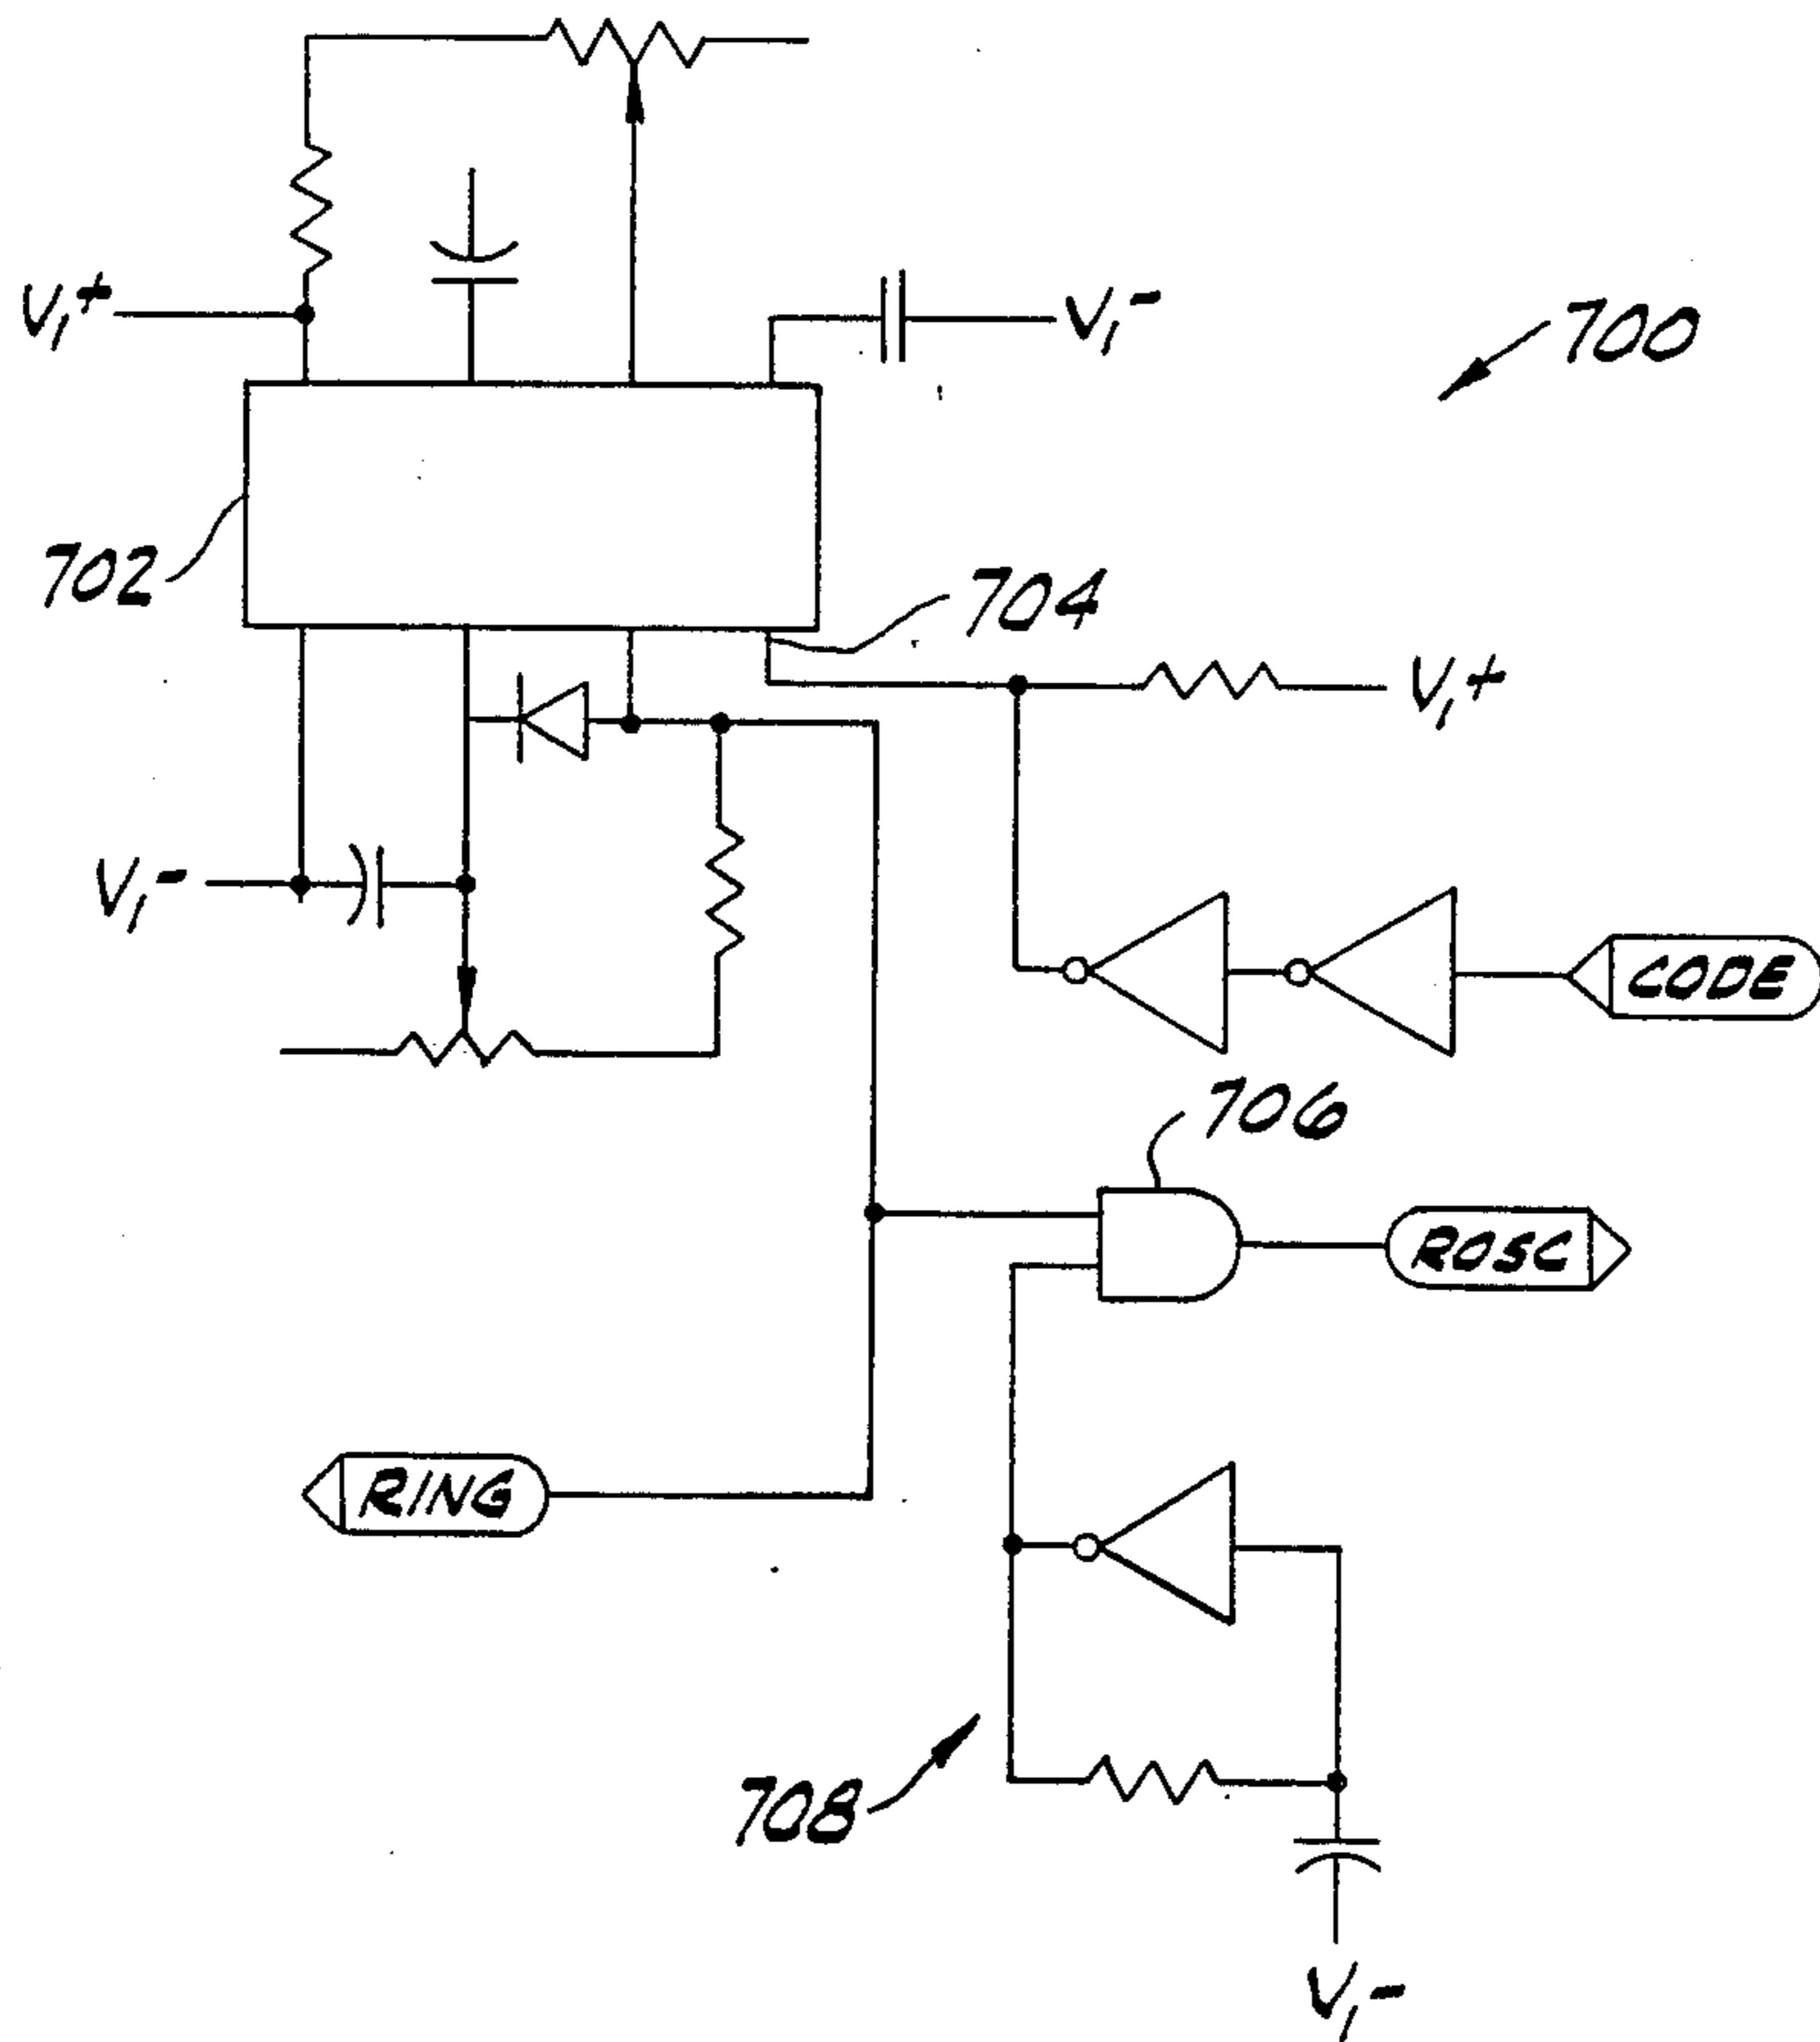 V₁+
V₁-
700
702
704
V₁+
V₁-
CODE
706
ROSC
RING
708
V₁-